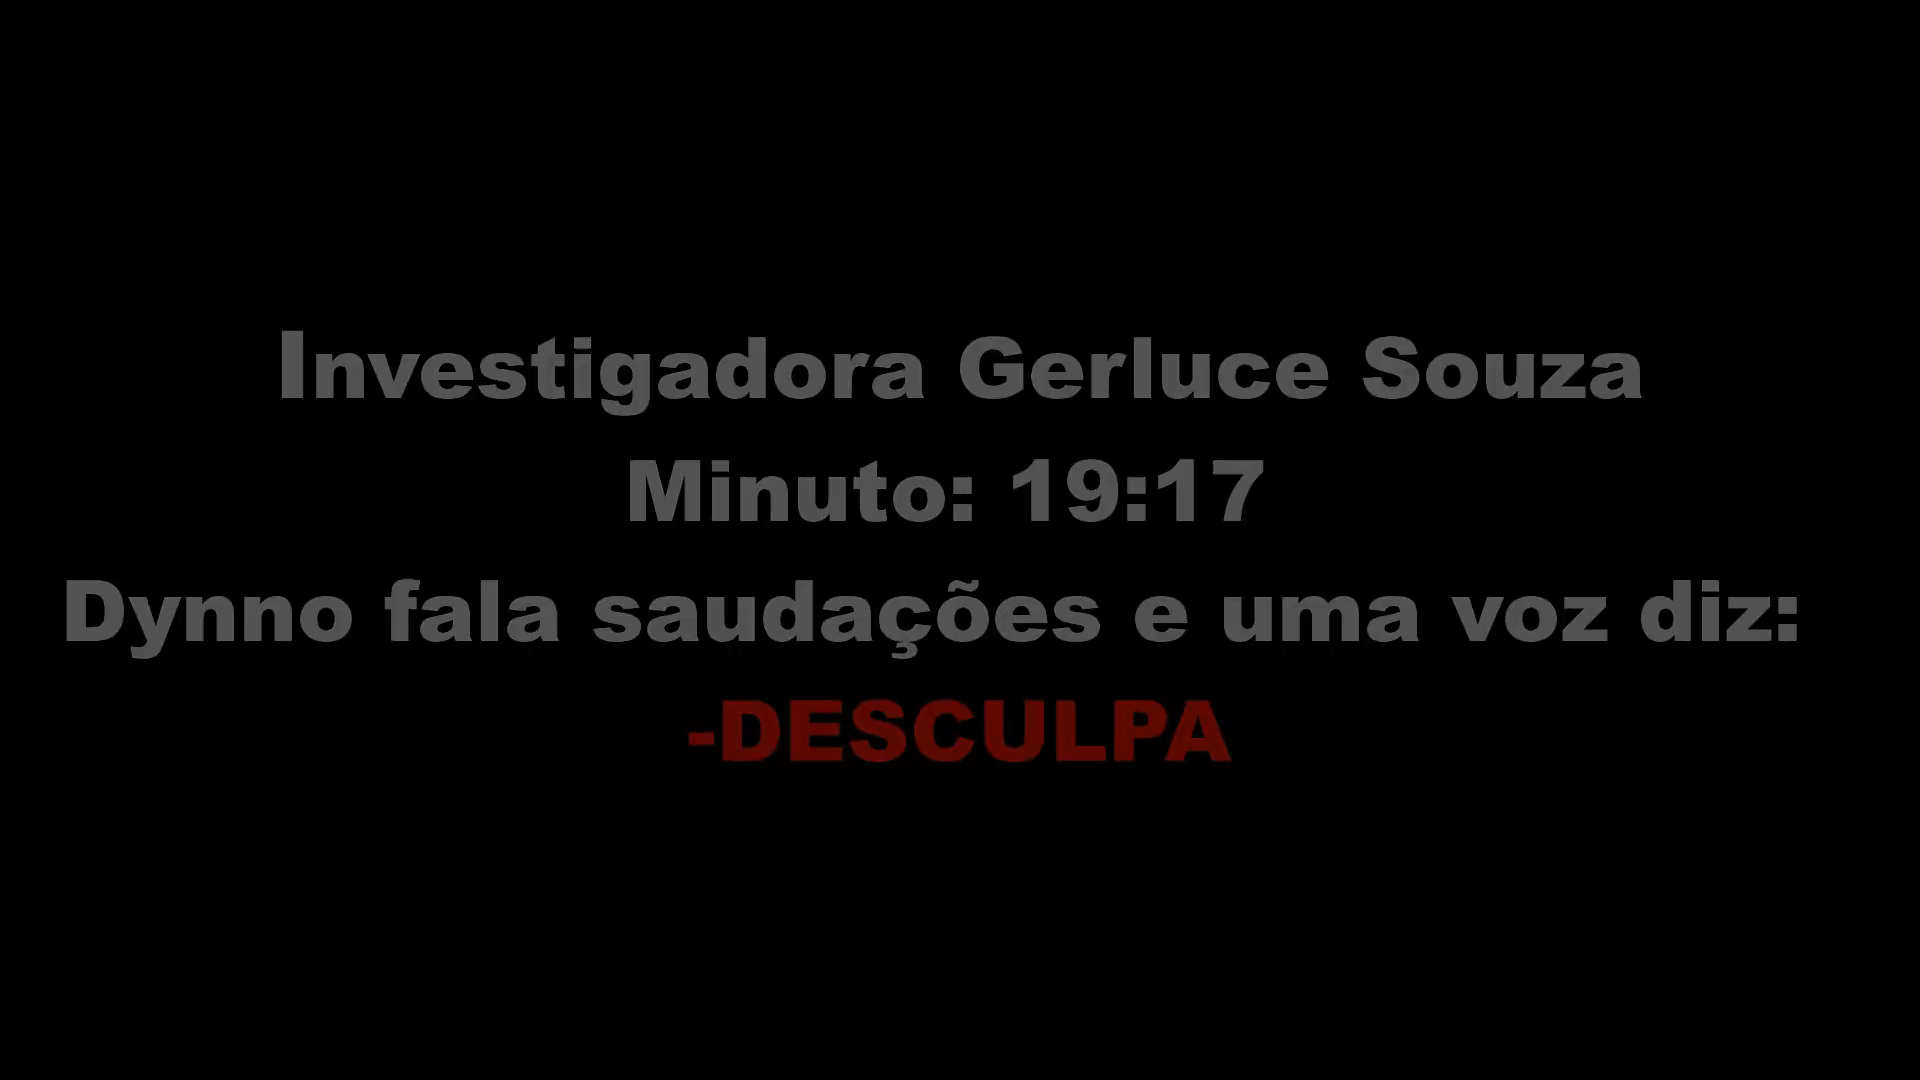 Investigadora Gerluce Souza
Minuto: 19:17
Dynno fala saudações e uma voz diz:
-DESCULPA